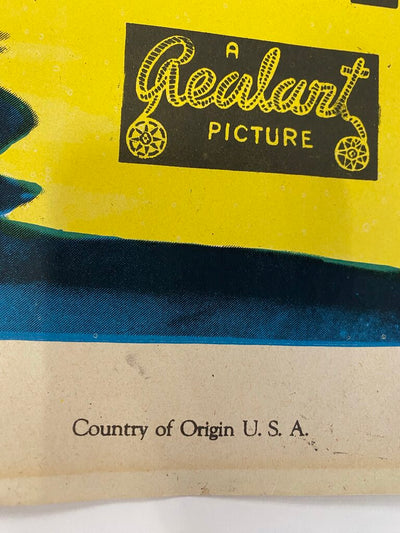 A
Realart
PICTURE
Country of Origin U. S. A.